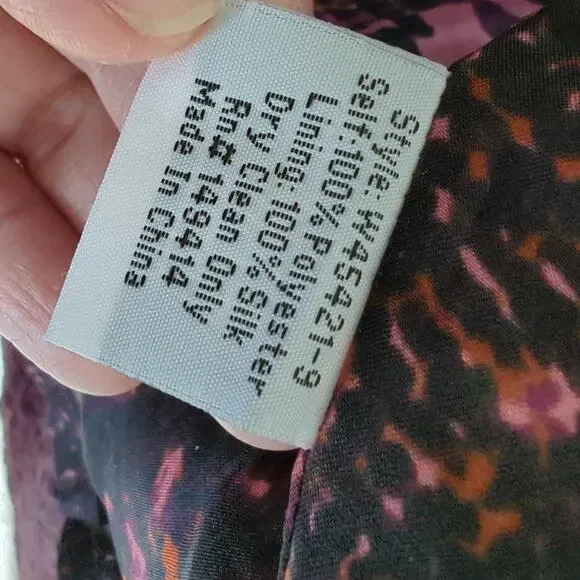 Style: W45421-9
Self:100% Polyester
Lining:100% Silk
Dry Clean Only
Rn# 149414
Made In China